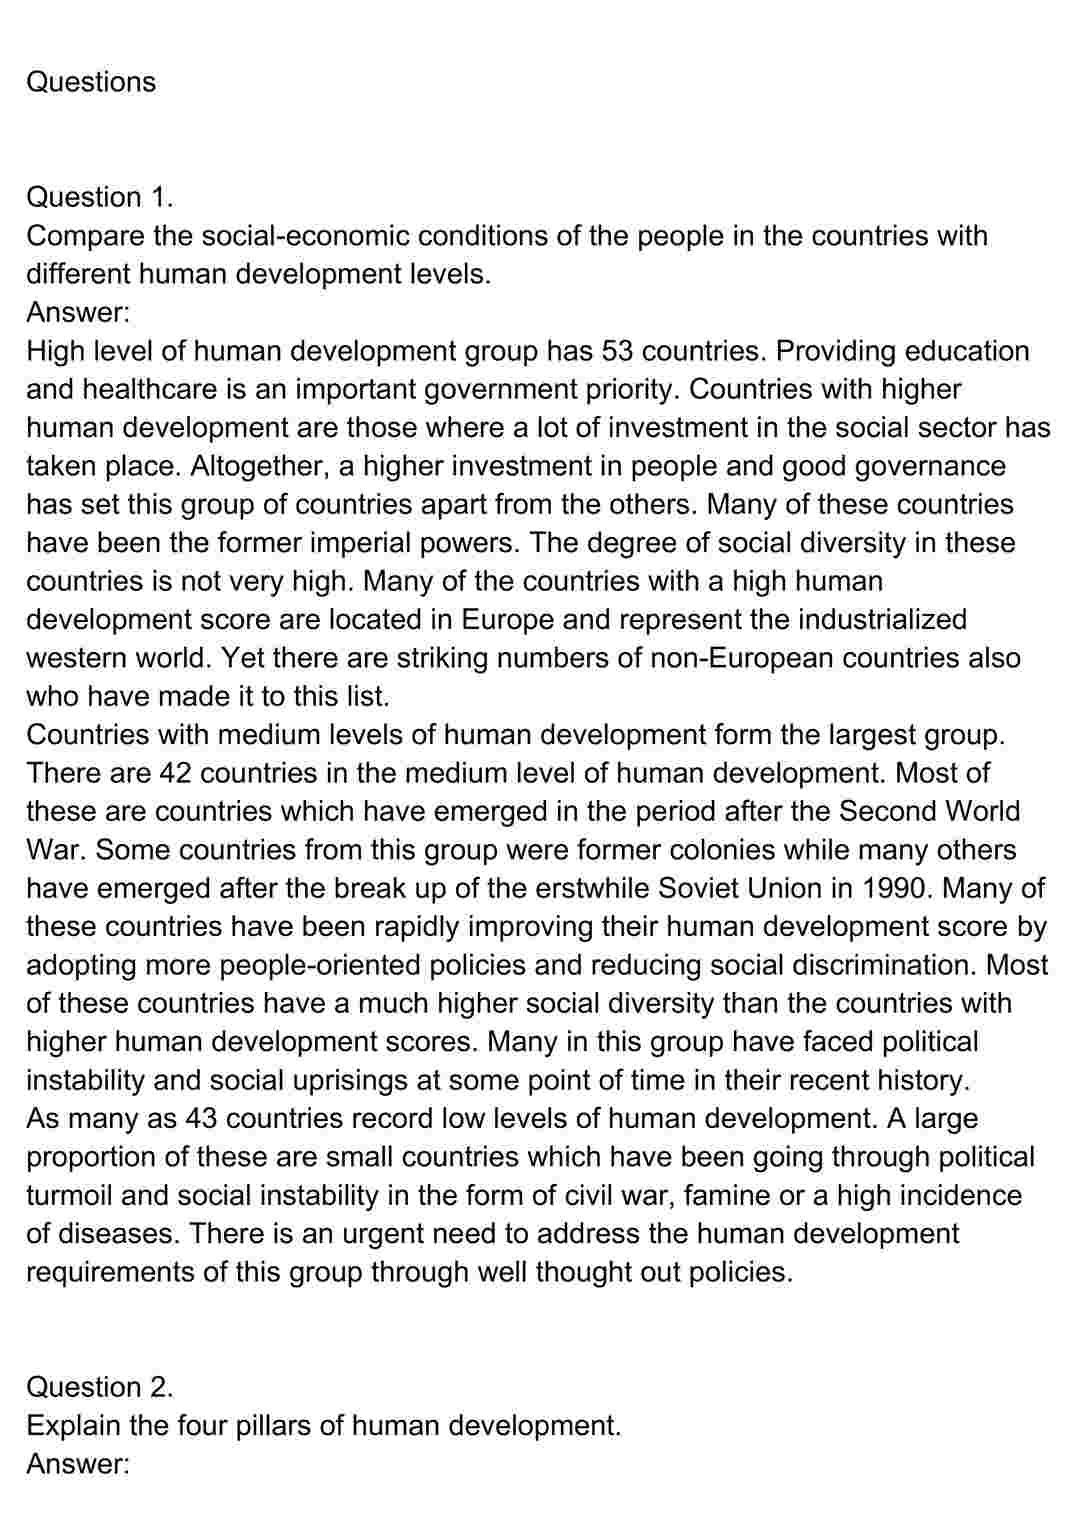 Questions
Question 1.
Compare the social-economic conditions of the people in the countries with
different human development levels.
Answer:
High level of human development group has 53 countries. Providing education
and healthcare is an important government priority. Countries with higher
human development are those where a lot of investment in the social sector has
taken place. Altogether, a higher investment in people and good governance
has set this group of countries apart from the others. Many of these countries
have been the former imperial powers. The degree of social diversity in these
countries is not very high. Many of the countries with a high human
development score are located in Europe and represent the industrialized
western world. Yet there are striking numbers of non-European countries also
who have made it to this list.
Countries with medium levels of human development form the largest group.
There are 42 countries in the medium level of human development. Most of
these are countries which have emerged in the period after the Second World
War. Some countries from this group were former colonies while many others
have emerged after the break up of the erstwhile Soviet Union in 1990. Many of
these countries have been rapidly improving their human development score by
adopting more people-oriented policies and reducing social discrimination. Most
of these countries have a much higher social diversity than the countries with
higher human development scores. Many in this group have faced political
instability and social uprisings at some point of time in their recent history.
As many as 43 countries record low levels of human development. A large
proportion of these are small countries which have been going through political
turmoil and social instability in the form of civil war, famine or a high incidence
of diseases. There is an urgent need to address the human development
requirements of this group through well thought out policies.
Question 2.
Explain the four pillars of human development.
Answer: